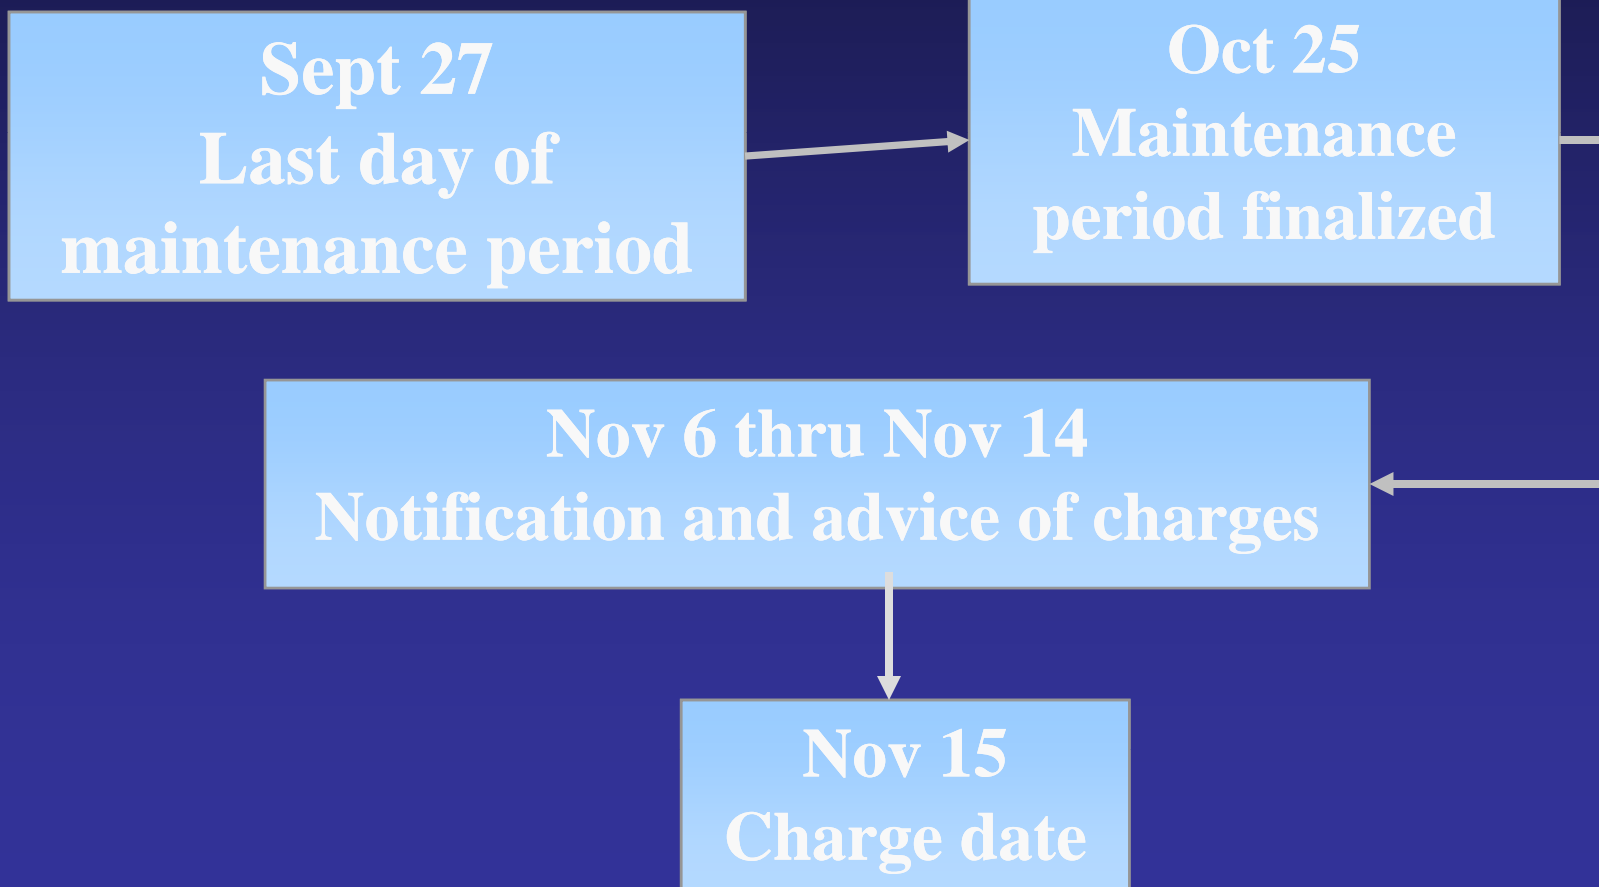 Sept 27
Last day of
maintenance period
Oct 25
Maintenance
period finalized
Nov 6 thru Nov 14
Notification and advice of charges
Nov 15
Charge date